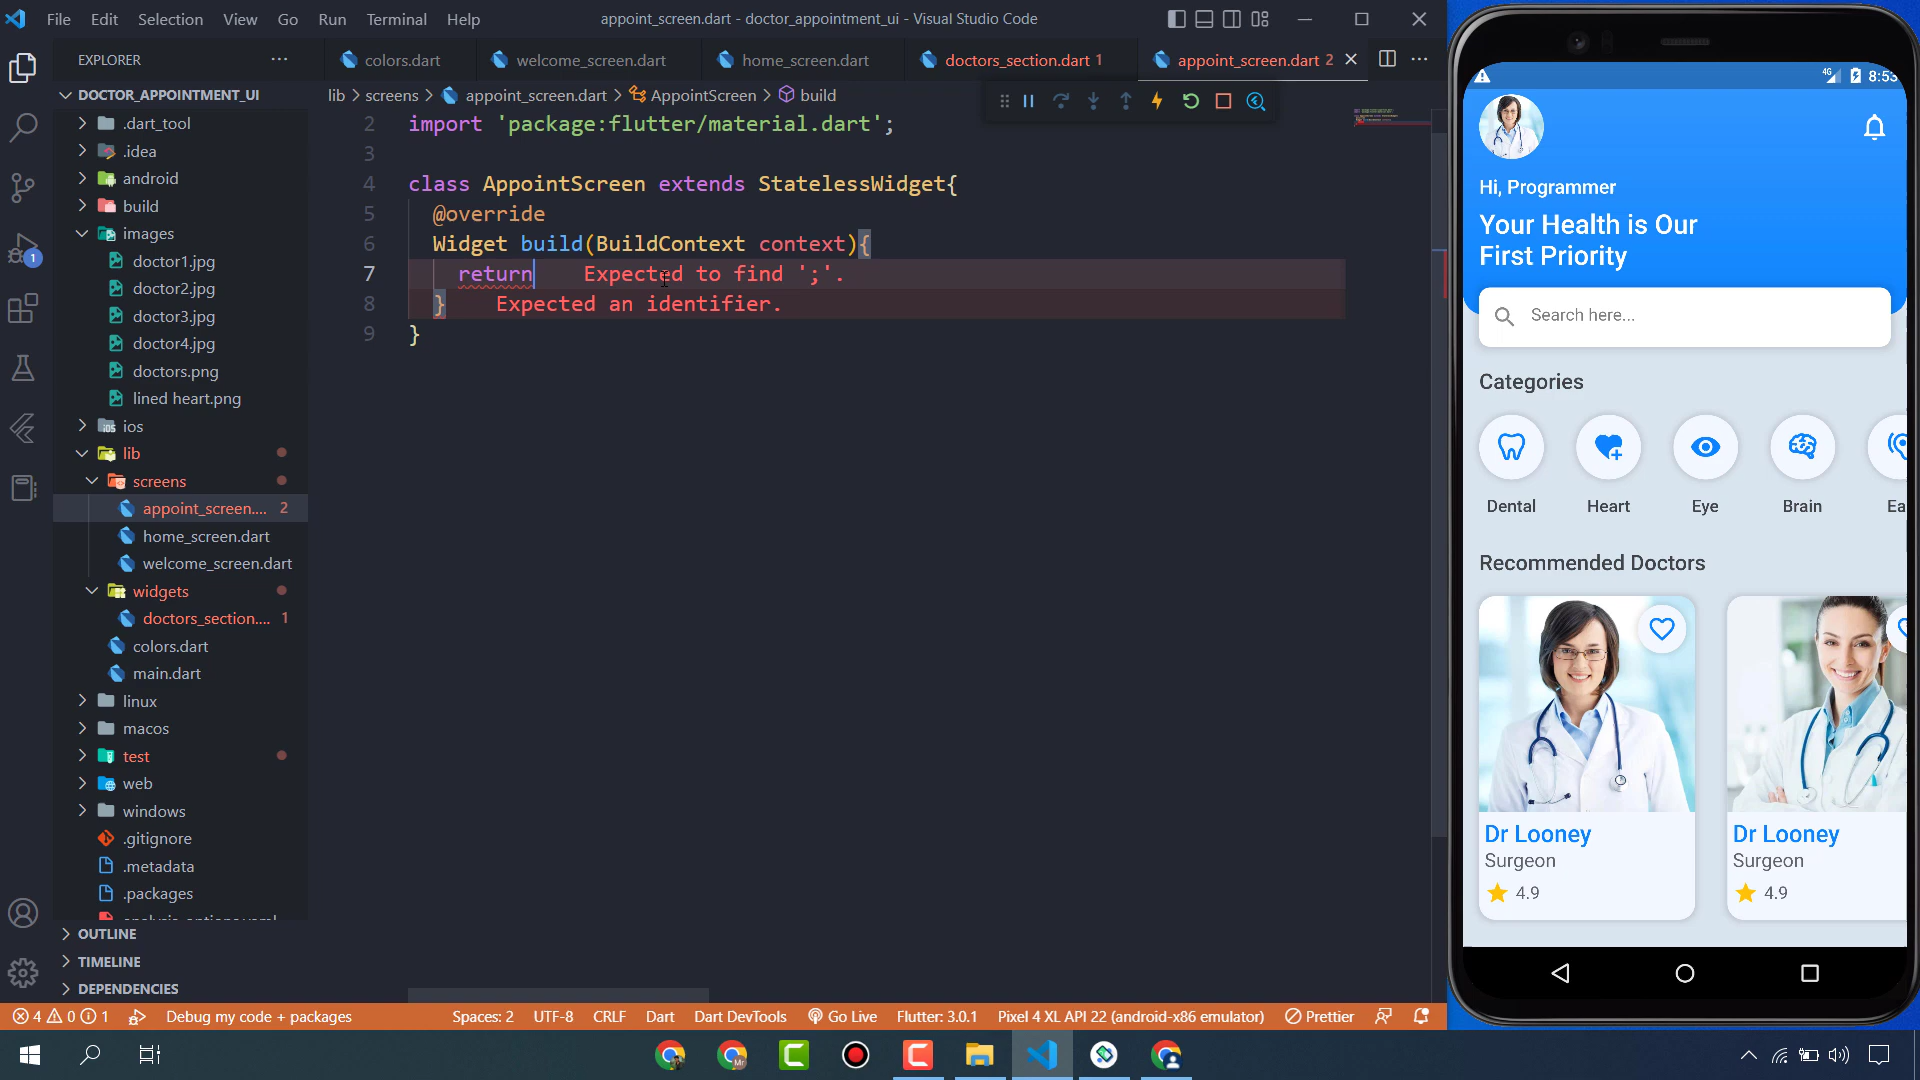 File Edit Selection View Go Run Terminal Help
appoint_screen.dart - doctor_appointment_ui - Visual Studio Code
EXPLORER
colors.dart
welcome_screen.dart
home_screen.dart
doctors_section.dart 1
appoint_screen.dart 2
DOCTOR_APPOINTMENT_UI
.dart_tool
.idea
android
build
images
doctor1.jpg
doctor2.jpg
doctor3.jpg
doctor4.jpg
doctors.png
lined heart.png
ios
lib
screens
appoint_screen.... 2
home_screen.dart
welcome_screen.dart
widgets
doctors_section.... 1
colors.dart
main.dart
linux
macos
test
web
windows
.gitignore
.metadata
.packages
OUTLINE
TIMELINE
DEPENDENCIES
1
lib > screens > appoint_screen.dart > AppointScreen > build
2 import 'package:flutter/material.dart';
3
4 class AppointScreen extends StatelessWidget{
5 @override
6 Widget build(BuildContext context){
7 return Expected to find ';'.
8 } Expected an identifier.
9 }
4 0 1 Debug my code + packages Spaces: 2 UTF-8 CRLF Dart Dart DevTools Go Live Flutter: 3.0.1 Pixel 4 XL API 22 (android-x86 emulator) Prettier
4G 8:53
Hi, Programmer
Your Health is Our
First Priority
Search here...
Categories
Dental Heart Eye Brain Ea
Recommended Doctors
Dr Looney
Surgeon
4.9
Dr Looney
Surgeon
4.9